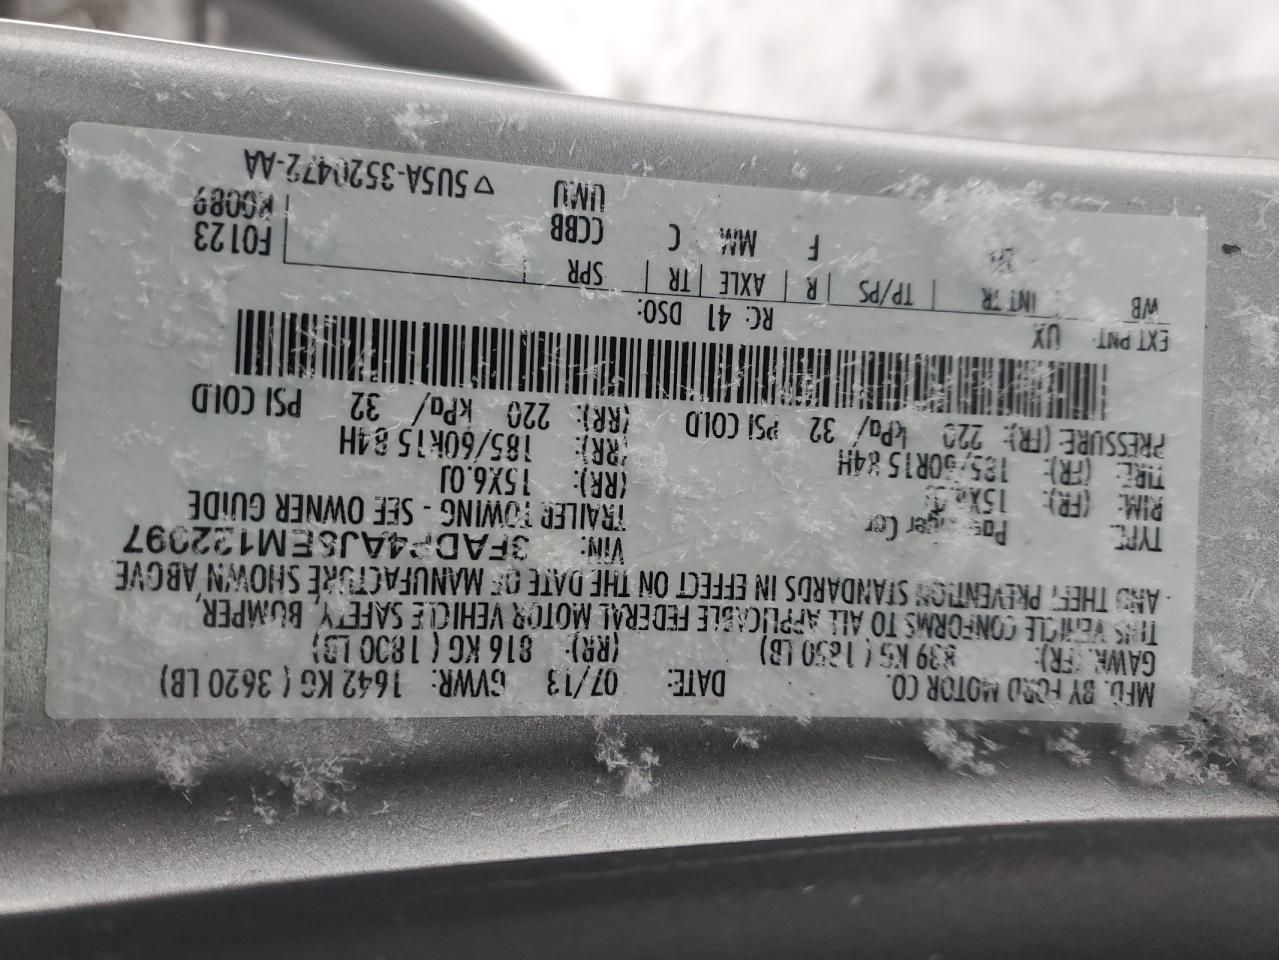 MFD. BY FORD MOTOR CO. DATE: 07/13 GVWR: 1642 KG ( 3620 LB)
GAWR: (FR): 839 KG ( 1850 LB) (RR): 816 KG ( 1800 LB)
THIS VEHICLE CONFORMS TO ALL APPLICABLE FEDERAL MOTOR VEHICLE SAFETY, BUMPER,
AND THEFT PREVENTION STANDARDS IN EFFECT ON THE DATE OF MANUFACTURE SHOWN ABOVE.
VIN: 3FADP4AJ8EM122097
TYPE: Passenger Car TRAILER TOWING - SEE OWNER GUIDE
RIM: (FR): 15X6.0J (RR): 15X6.0J
TIRE: (FR): 185/60R15 84H (RR): 185/60R15 84H
PRESSURE: (FR): 220 kPa/ 32 PSI COLD (RR): 220 kPa/ 32 PSI COLD
EXT PNT: UX RC: 41 DSO:
WB INT TR TP/PS R AXLE TR SPR F0123
F MM C CCBB K0089
UMU ▽5U5A-3520472-AA